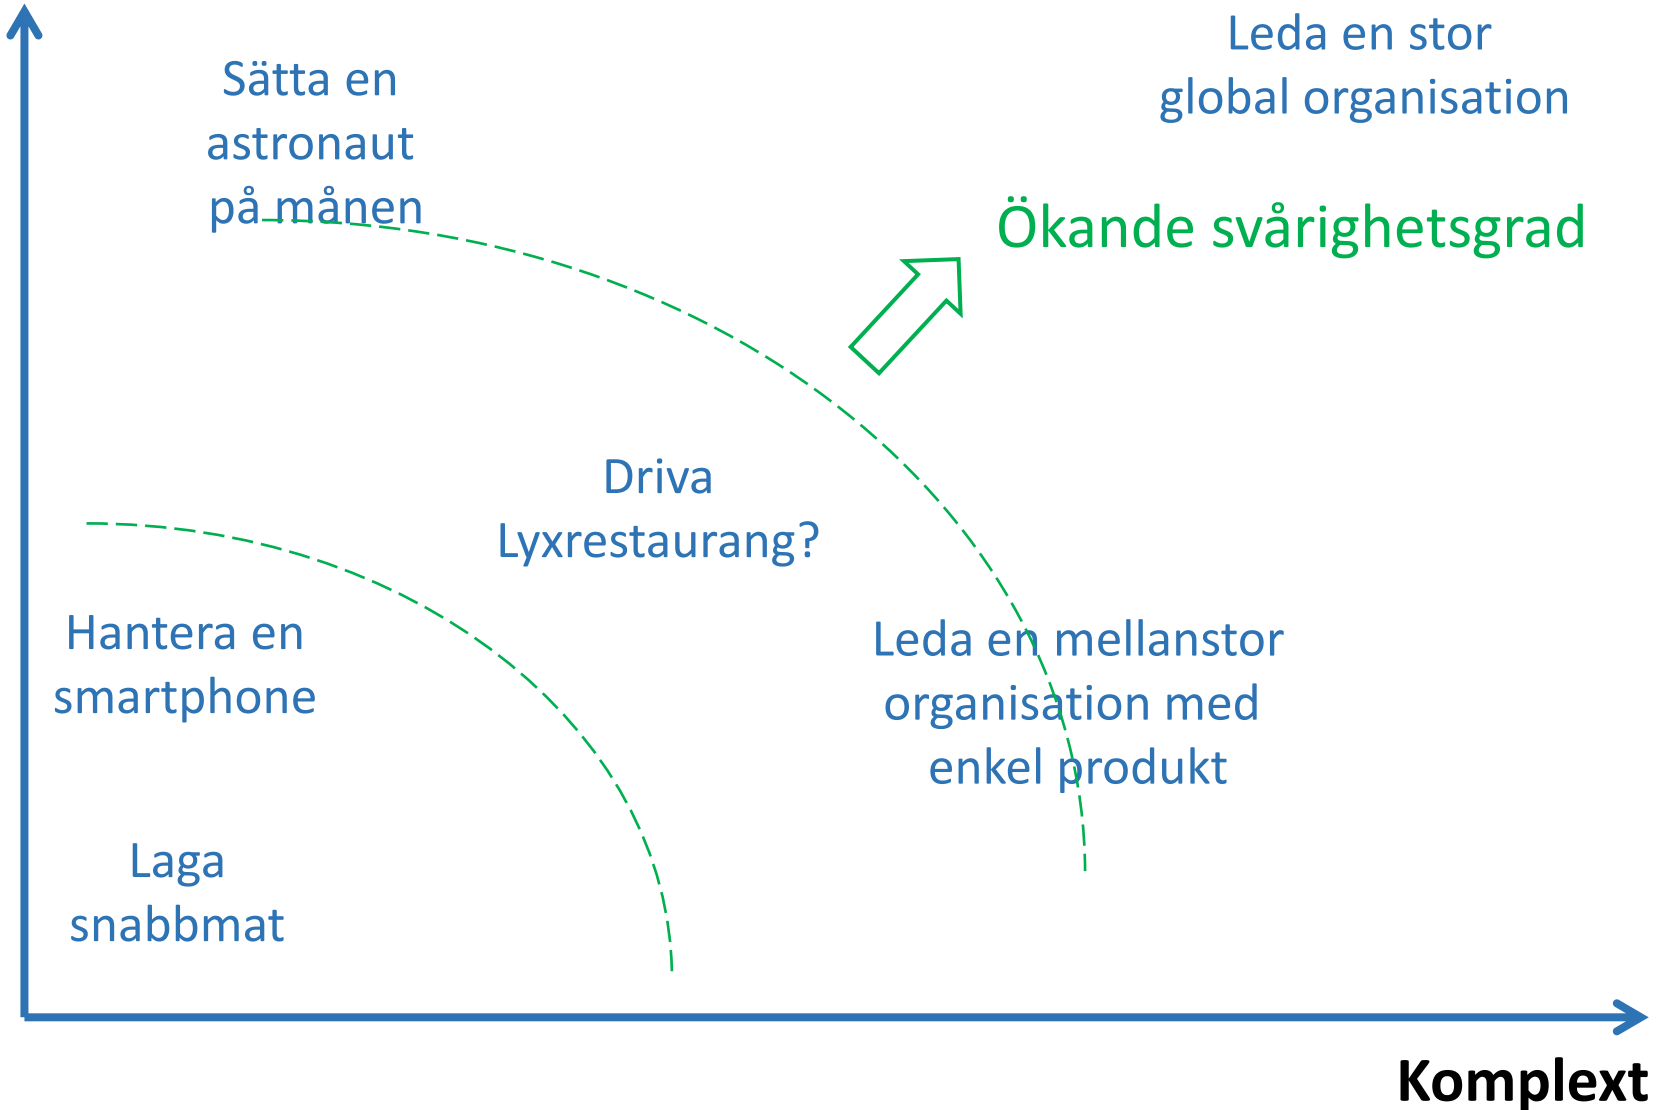 Leda en stor
global organisation
Sätta en
astronaut
på månen
Ökande svårighetsgrad
Driva
Lyxrestaurang?
Hantera en
smartphone
Leda en mellanstor
organisation med
enkel produkt
Laga
snabbmat
Komplext